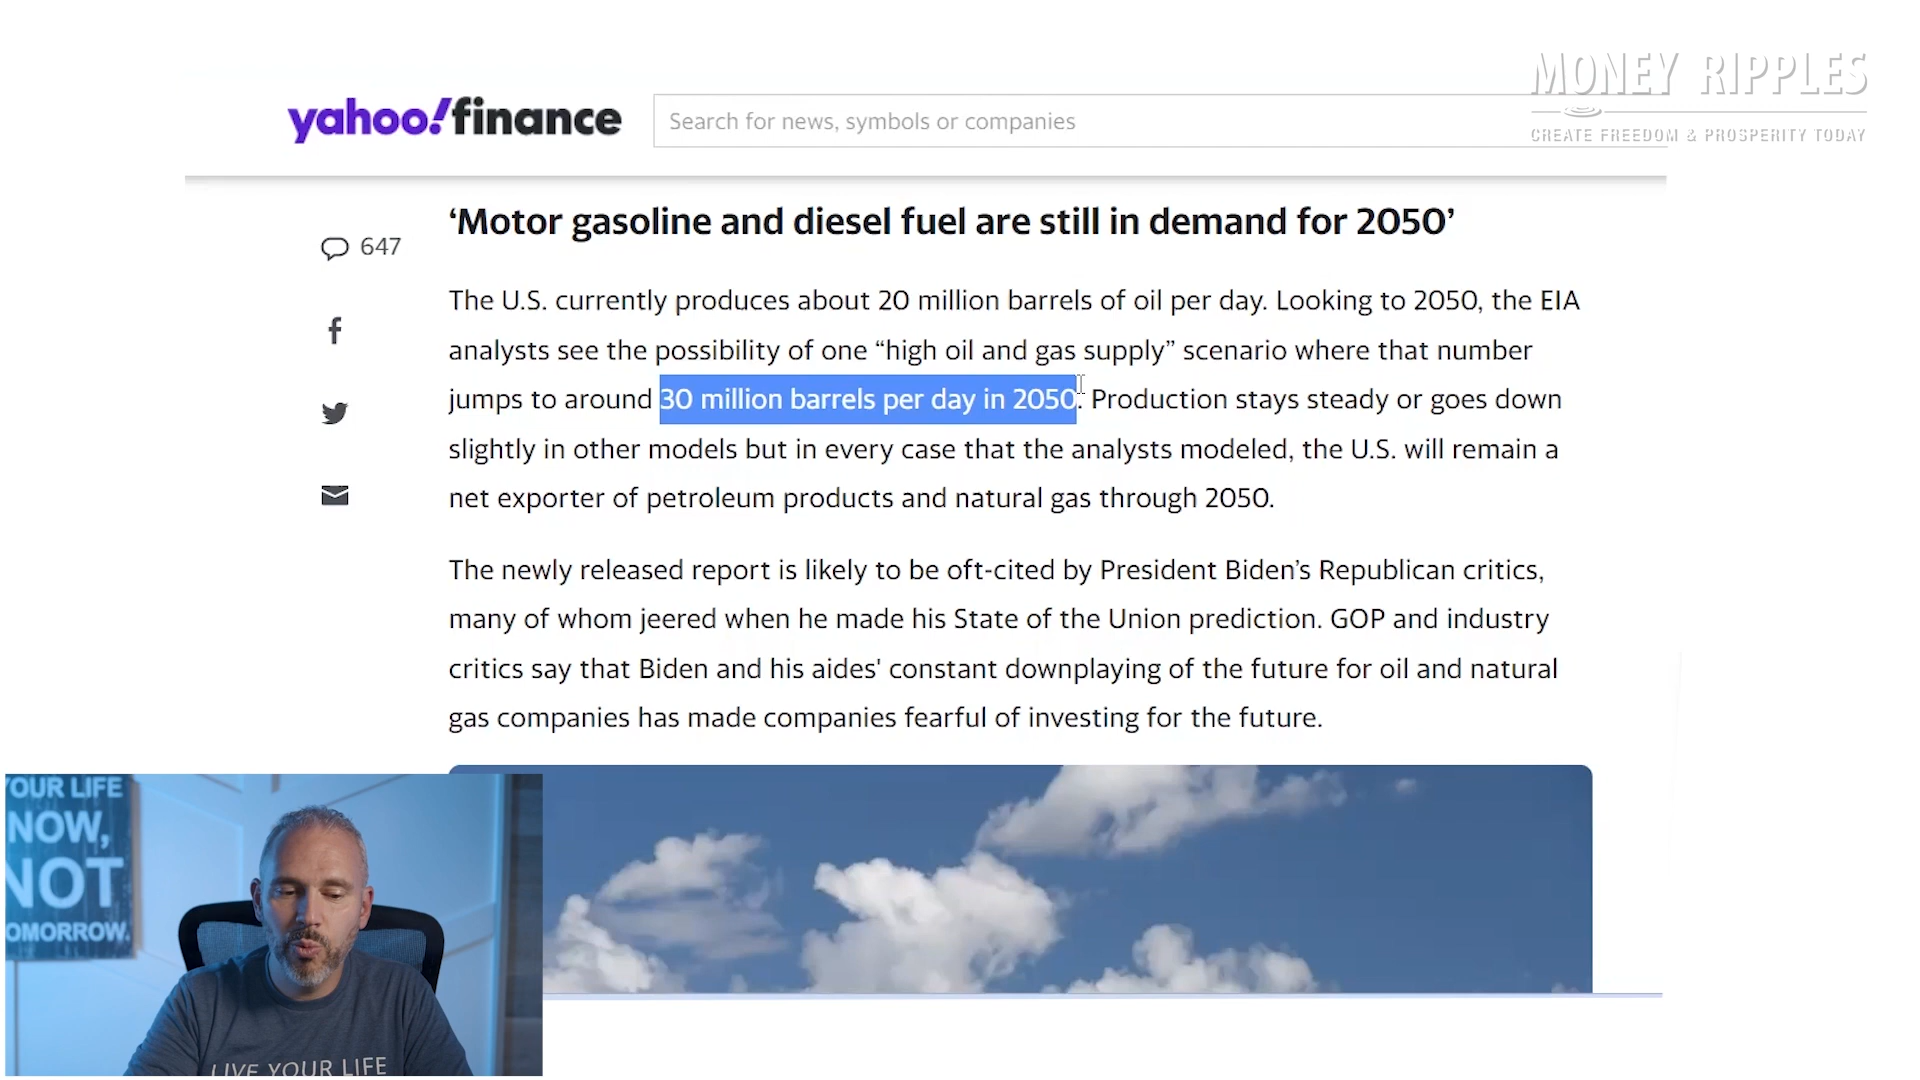 MONEY RIPPLES
CREATE FREEDOM & PROSPERITY TODAY
yahoo!finance
Search for news, symbols or companies
‘Motor gasoline and diesel fuel are still in demand for 2050’
647
The U.S. currently produces about 20 million barrels of oil per day. Looking to 2050, the EIA
analysts see the possibility of one “high oil and gas supply” scenario where that number
jumps to around 30 million barrels per day in 2050. Production stays steady or goes down
slightly in other models but in every case that the analysts modeled, the U.S. will remain a
net exporter of petroleum products and natural gas through 2050.
The newly released report is likely to be oft-cited by President Biden’s Republican critics,
many of whom jeered when he made his State of the Union prediction. GOP and industry
critics say that Biden and his aides' constant downplaying of the future for oil and natural
gas companies has made companies fearful of investing for the future.
YOUR LIFE
NOW,
NOT
OMORROW.
LIVE YOUR LIFE